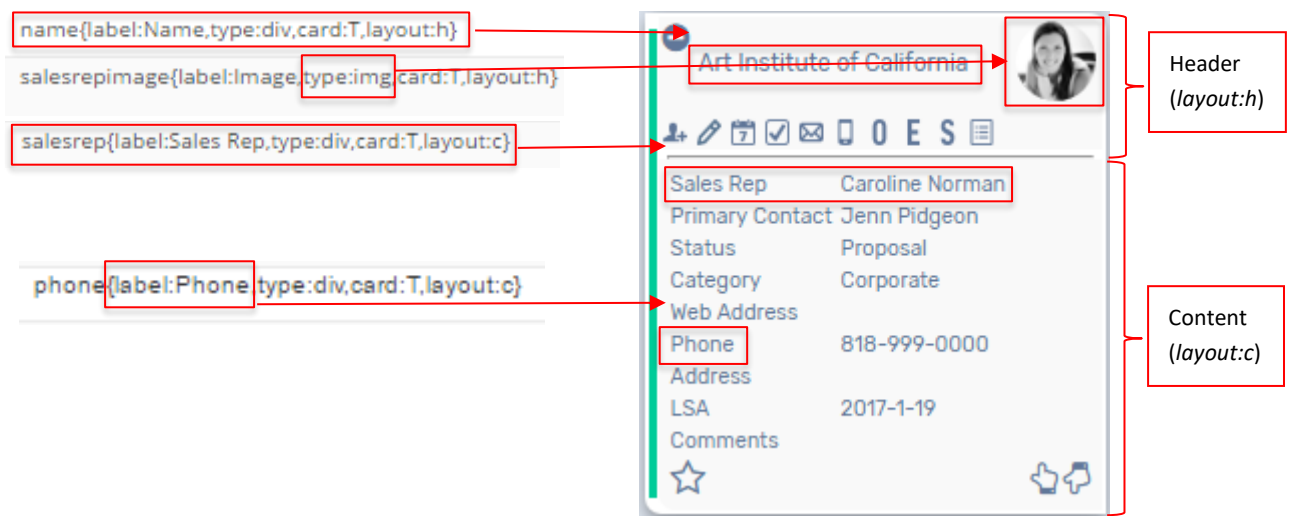 name{label:Name,type:div,card:T,layout:h}
salesrepimage{label:Image,type:img,card:T,layout:h}
salesrep{label:Sales Rep,type:div,card:T,layout:c}
phone{label:Phone,type:div,card:T,layout:c}
Art Institute of California
7 O E S
Sales Rep Caroline Norman
Primary Contact Jenn Pidgeon
Status Proposal
Category Corporate
Web Address
Phone 818-999-0000
Address
LSA 2017-1-19
Comments
Header
(layout:h)
Content
(layout:c)